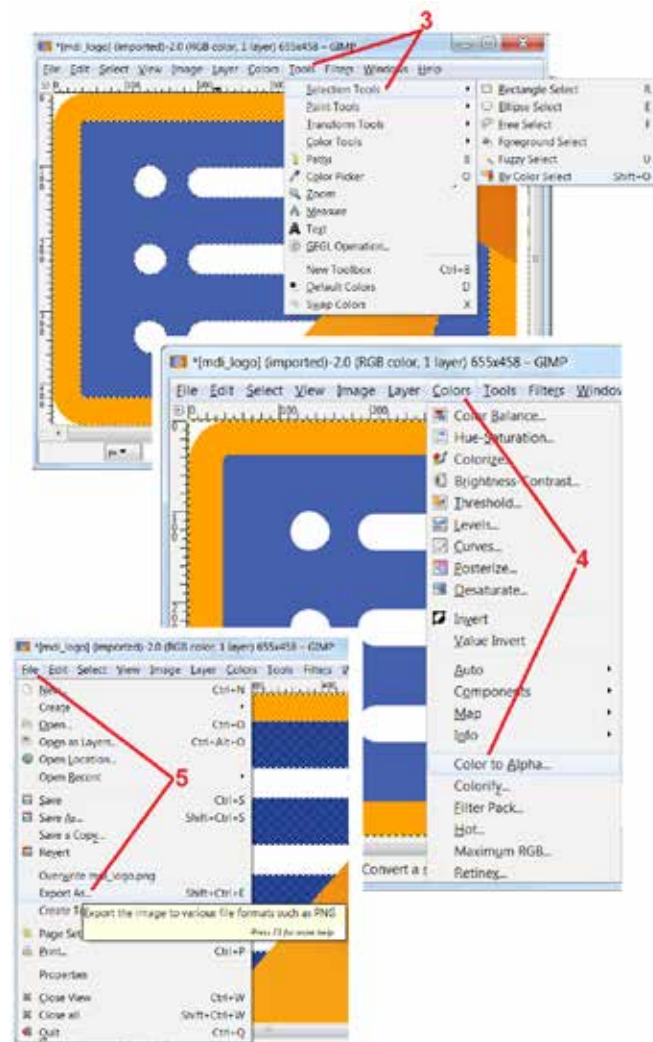 3
*[mdi_logo] (imported)-2.0 (RGB color, 1 layer) 655x458 – GIMP
File Edit Select View Image Layer Colors Tools Filters Windows Help
Selection Tools
Paint Tools
Transform Tools
Color Tools
Paths B
Color Picker O
Zoom
Measure
Text
GEGL Operation...
New Toolbox Ctrl+B
Default Colors D
Swap Colors X
Rectangle Select R
Ellipse Select E
Free Select F
Foreground Select
Fuzzy Select U
By Color Select Shift+O
px
*[mdi_logo] (imported)-2.0 (RGB color, 1 layer) 655x458 – GIMP
File Edit Select View Image Layer Colors Tools Filters Window
Color Balance...
Hue-Saturation...
Colorize...
Brightness-Contrast...
Threshold...
Levels...
Curves...
Posterize...
Desaturate...
Invert
Value Invert
Auto
Components
Map
Info
Color to Alpha...
Colorify...
Filter Pack...
Hot...
Maximum RGB...
Retinex...
4
Convert a s
*[mdi_logo] (imported)-2.0 (RGB color, 1 layer) 655x458 – GIMP
File Edit Select View Image Layer Colors Tools Filters W
New... Ctrl+N
Create
Open... Ctrl+O
Open as Layers... Ctrl+Alt+O
Open Location...
Open Recent
5
Save Ctrl+S
Save As... Shift+Ctrl+S
Save a Copy...
Revert
Overwrite mdi_logo.png
Export As... Shift+Ctrl+E
Create T
Export the image to various file formats such as PNG
Press F1 for more help
Page Set
Print... Ctrl+P
Properties
Close View Ctrl+W
Close all Shift+Ctrl+W
Quit Ctrl+Q